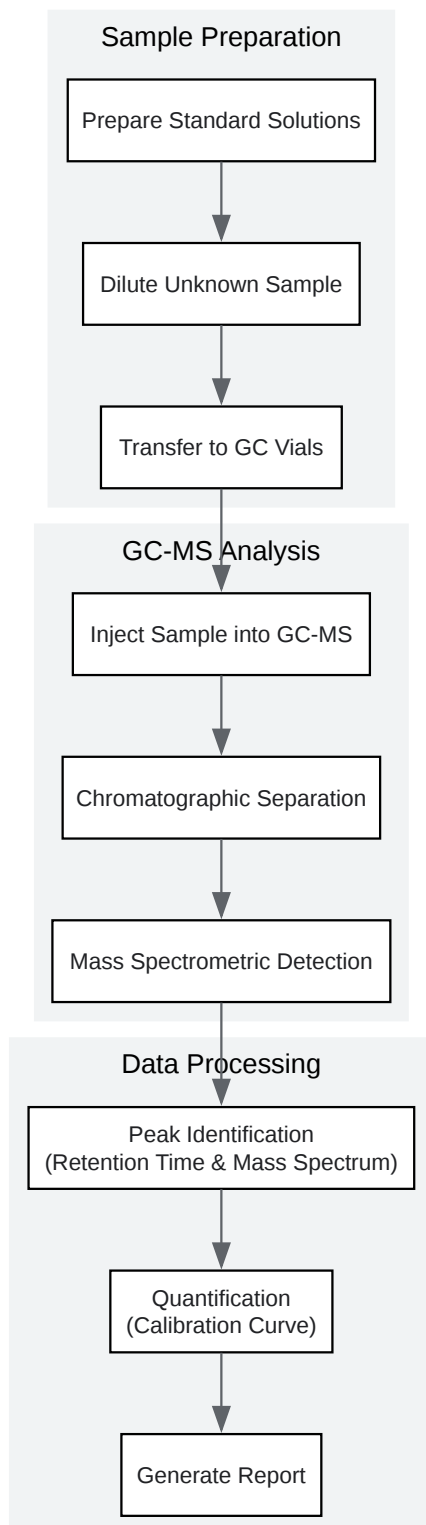 Sample Preparation
Prepare Standard Solutions
Dilute Unknown Sample
Transfer to GC Vials
GC-MS Analysis
Inject Sample into GC-MS
Chromatographic Separation
Mass Spectrometric Detection
Data Processing
Peak Identification
(Retention Time & Mass Spectrum)
Quantification
(Calibration Curve)
Generate Report